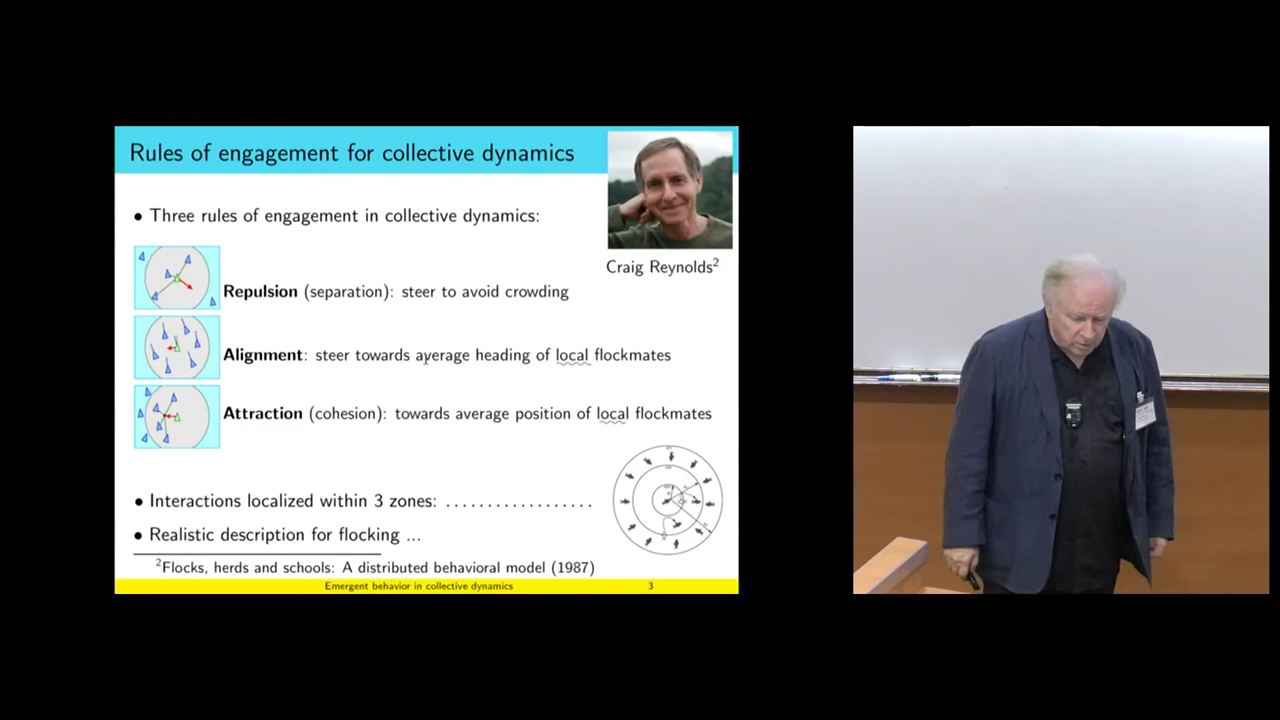 Rules of engagement for collective dynamics
• Three rules of engagement in collective dynamics:
Craig Reynolds²
Repulsion (separation): steer to avoid crowding
Alignment: steer towards average heading of local flockmates
Attraction (cohesion): towards average position of local flockmates
• Interactions localized within 3 zones: ..................
• Realistic description for flocking ...
²Flocks, herds and schools: A distributed behavioral model (1987)
Emergent behavior in collective dynamics 3